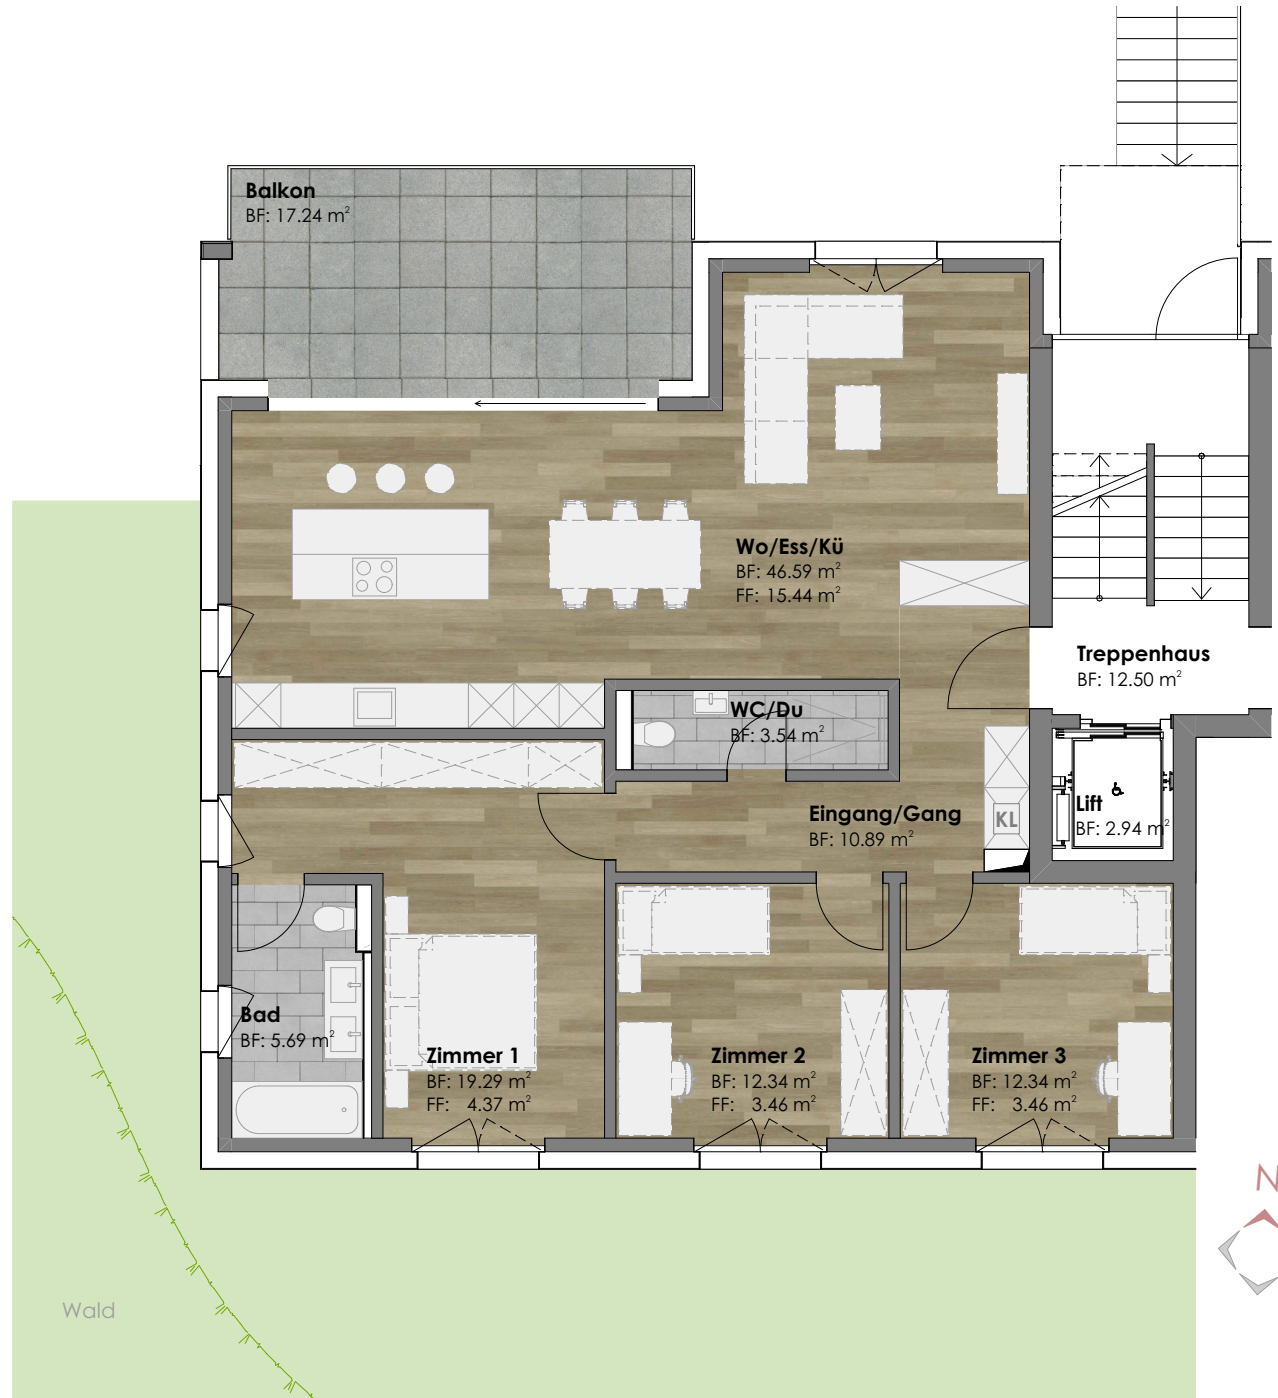 Balkon
BF: 17.24 m²
Wo/Ess/Kü
BF: 46.59 m²
FF: 15.44 m²
Treppenhaus
BF: 12.50 m²
WC/Du
BF: 3.54 m²
Eingang/Gang
BF: 10.89 m²
KL
Lift
BF: 2.94 m²
Bad
BF: 5.69 m²
Zimmer 1
BF: 19.29 m²
FF: 4.37 m²
Zimmer 2
BF: 12.34 m²
FF: 3.46 m²
Zimmer 3
BF: 12.34 m²
FF: 3.46 m²
N
Wald